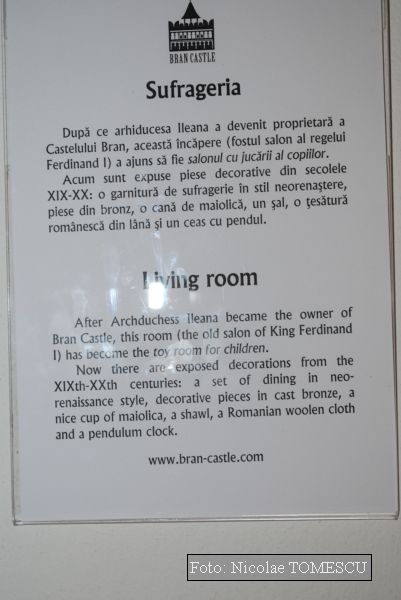 BRAN CASTLE
Sufrageria
După ce arhiducesa Ileana a devenit proprietară a
Castelului Bran, această încăpere (fostul salon al regelui
Ferdinand I) a ajuns să fie salonul cu jucării al copiilor.
Acum sunt expuse piese decorative din secolele
XIX-XX: o garnitură de sufragerie în stil neorenaştere,
piese din bronz, o cană de maiolică, un şal, o ţesătură
românescă din lână şi un ceas cu pendul.
Living room
After Archduchess Ileana became the owner of
Bran Castle, this room (the old salon of King Ferdinand
I) has become the toy room for children.
Now there are exposed decorations from the
XIXth-XXth centuries: a set of dining in neo-
renaissance style, decorative pieces in cast bronze, a
nice cup of maiolica, a shawl, a Romanian woolen cloth
and a pendulum clock.
www.bran-castle.com
Foto: Nicolae TOMESCU